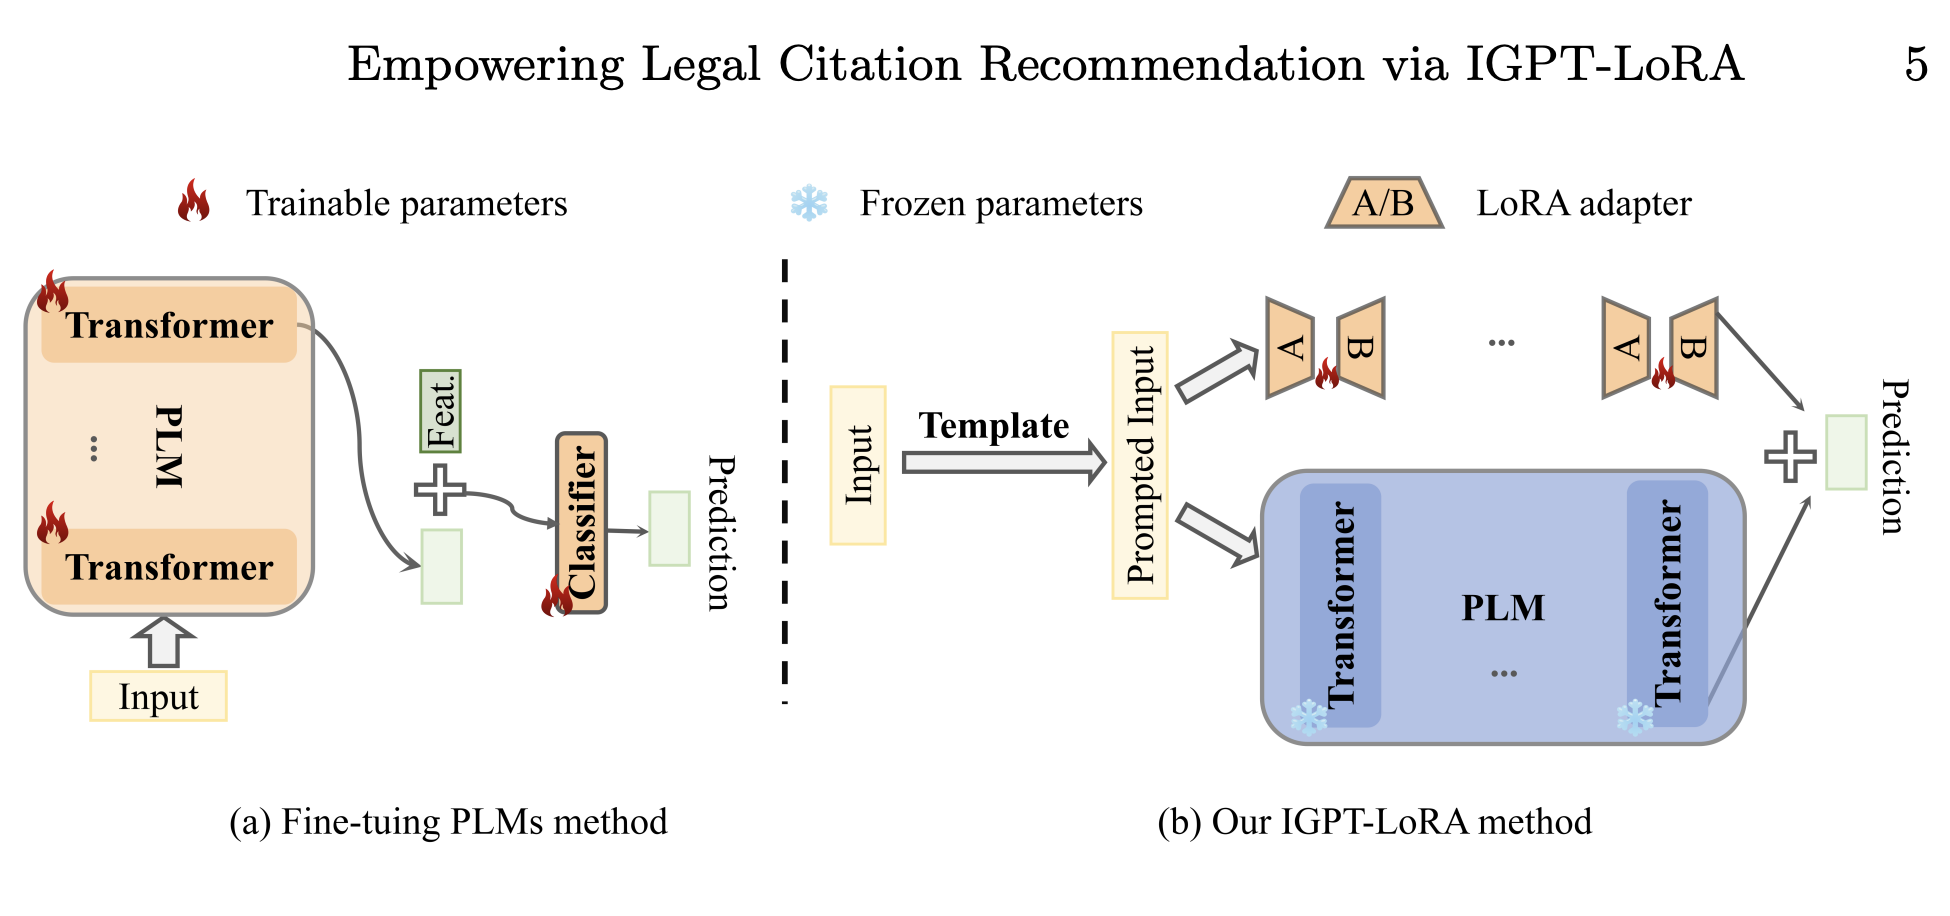 Empowering Legal Citation Recommendation via IGPT-LoRA 5
Trainable parameters
Frozen parameters
A/B
LoRA adapter
Transformer
PLM
...
Transformer
Input
Feat.
Classifier
Prediction
Input
Template
Prompted Input
A
B
...
A
B
Transformer
PLM
...
Transformer
Prediction
(a) Fine-tuing PLMs method
(b) Our IGPT-LoRA method